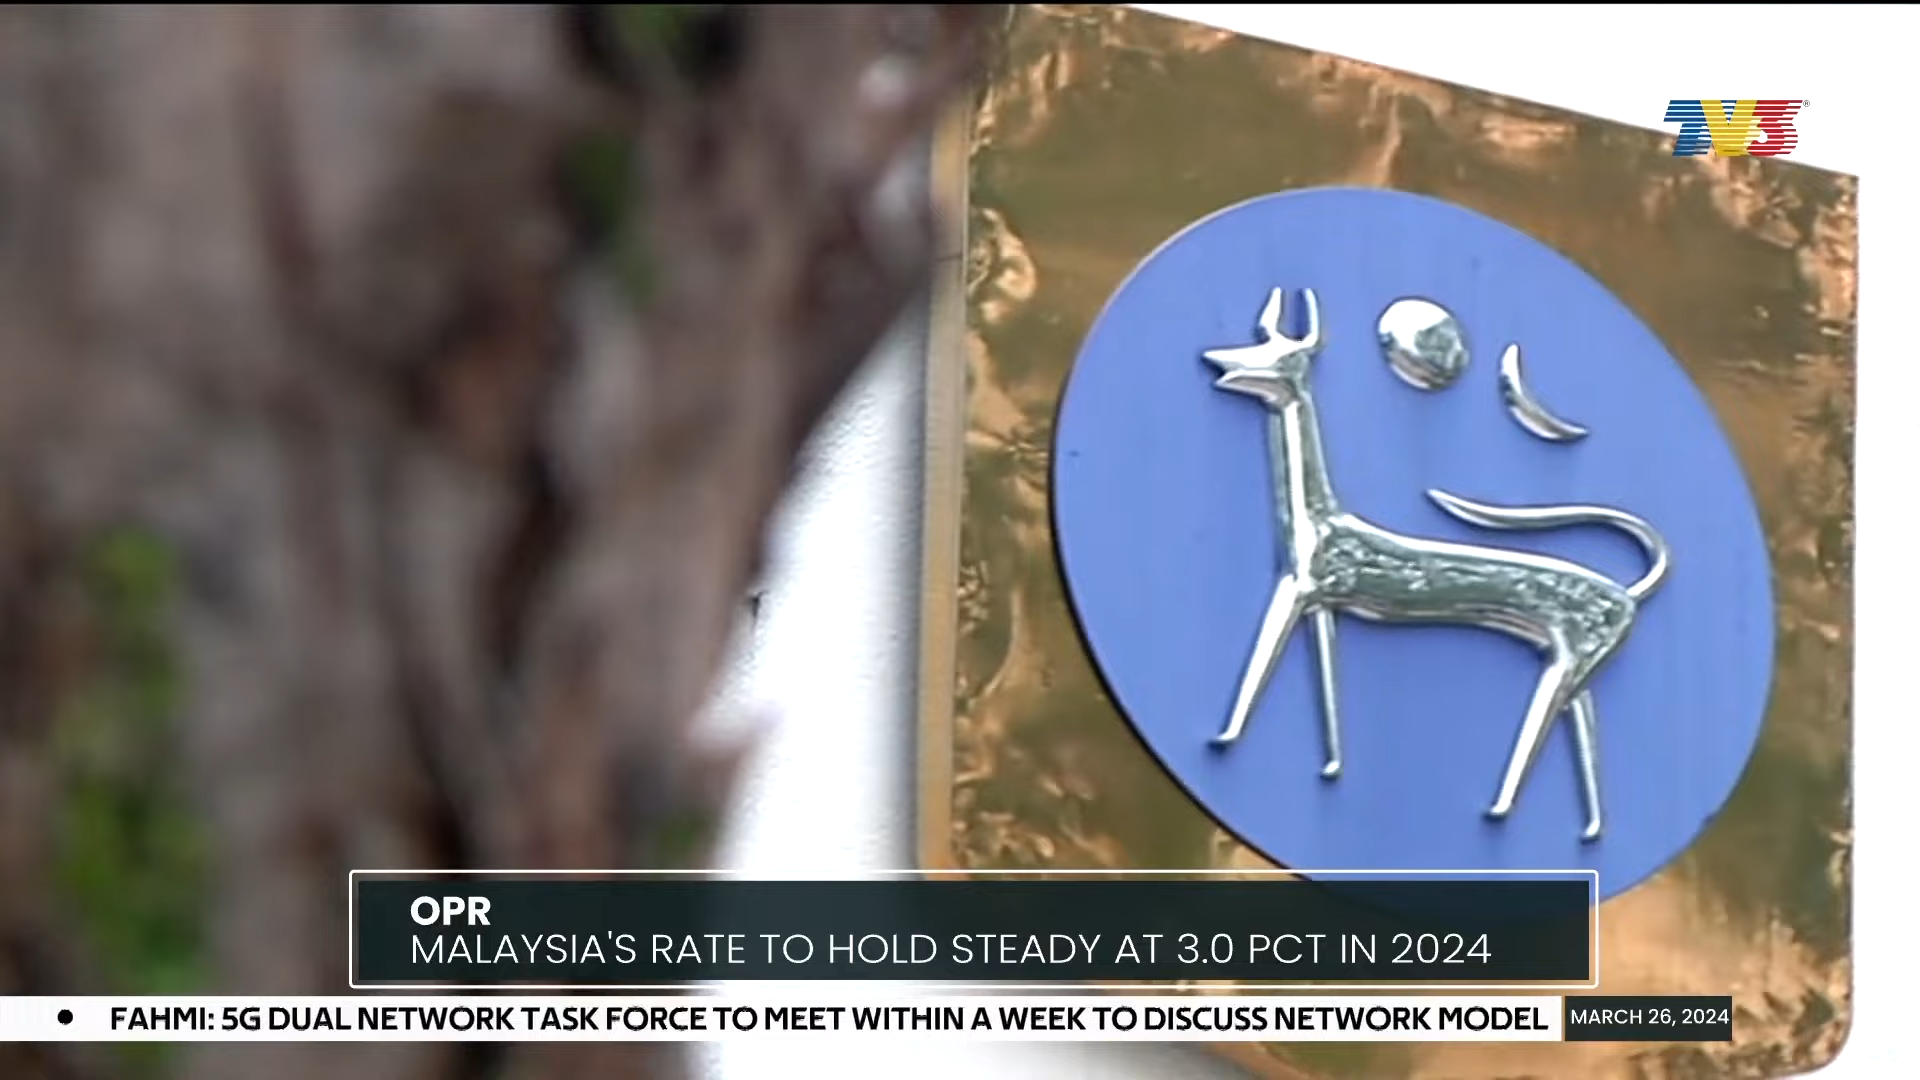 TV3®
OPR
MALAYSIA'S RATE TO HOLD STEADY AT 3.0 PCT IN 2024
FAHMI: 5G DUAL NETWORK TASK FORCE TO MEET WITHIN A WEEK TO DISCUSS NETWORK MODEL
MARCH 26, 2024